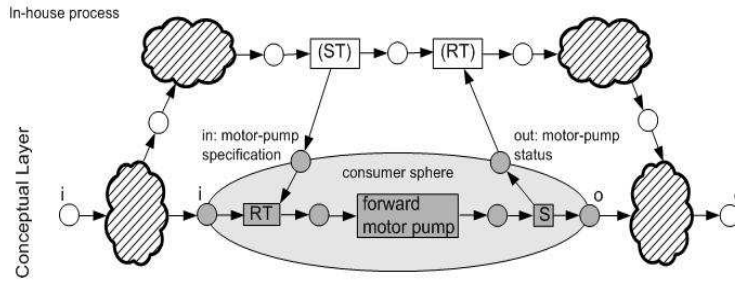 In-house process
(ST)
(RT)
in: motor-pump
specification
out: motor-pump
status
consumer sphere
i
i
RT
forward
motor pump
S
o
Conceptual Layer